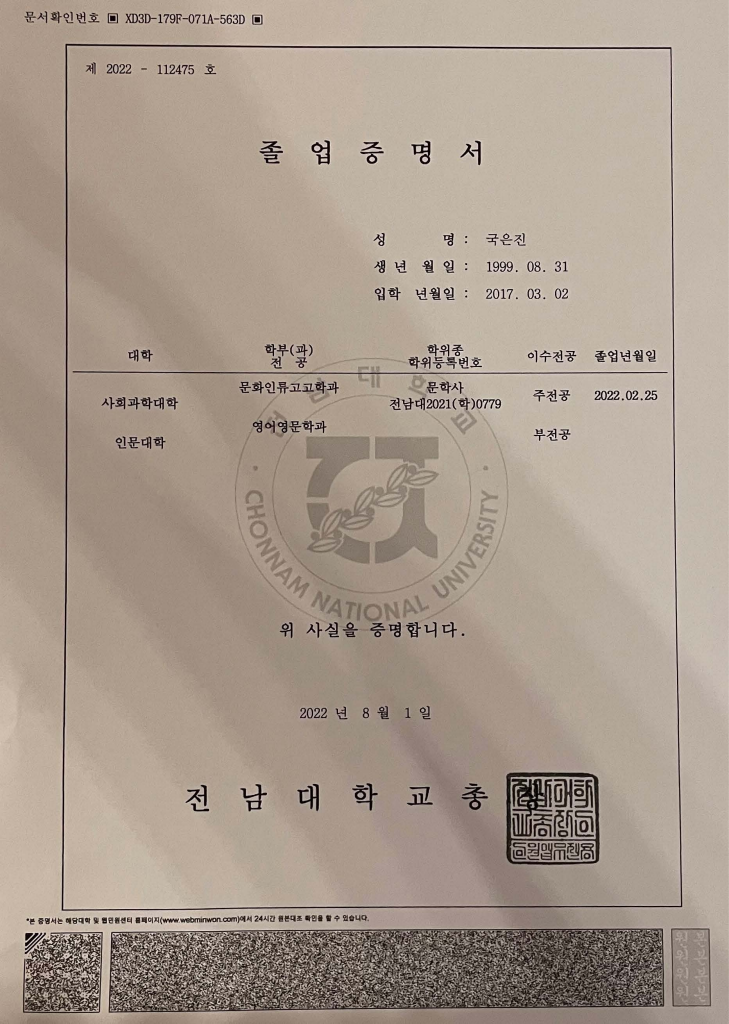 문서확인번호 ▣ XD3D-179F-071A-563D ▣
제 2022 - 112475 호
졸 업 증 명 서
성 명 : 국은진
생 년 월 일 : 1999. 08. 31
입학 년월일 : 2017. 03. 02
대학 학부(과) 전 공 학위종 학위등록번호 이수전공 졸업년월일
사회과학대학 문화인류고고학과 문학사 전남대2021(학)0779 주전공 2022.02.25
인문대학 영어영문학과 부전공
전남대학교
CHONNAM NATIONAL UNIVERSITY
위 사실을 증명합니다.
2022 년 8 월 1 일
전 남 대 학 교 총 장
*본 증명서는 해당대학 및 웹민원센터 홈페이지(www.webminwon.com)에서 24시간 원본대조 확인을 할 수 있습니다.